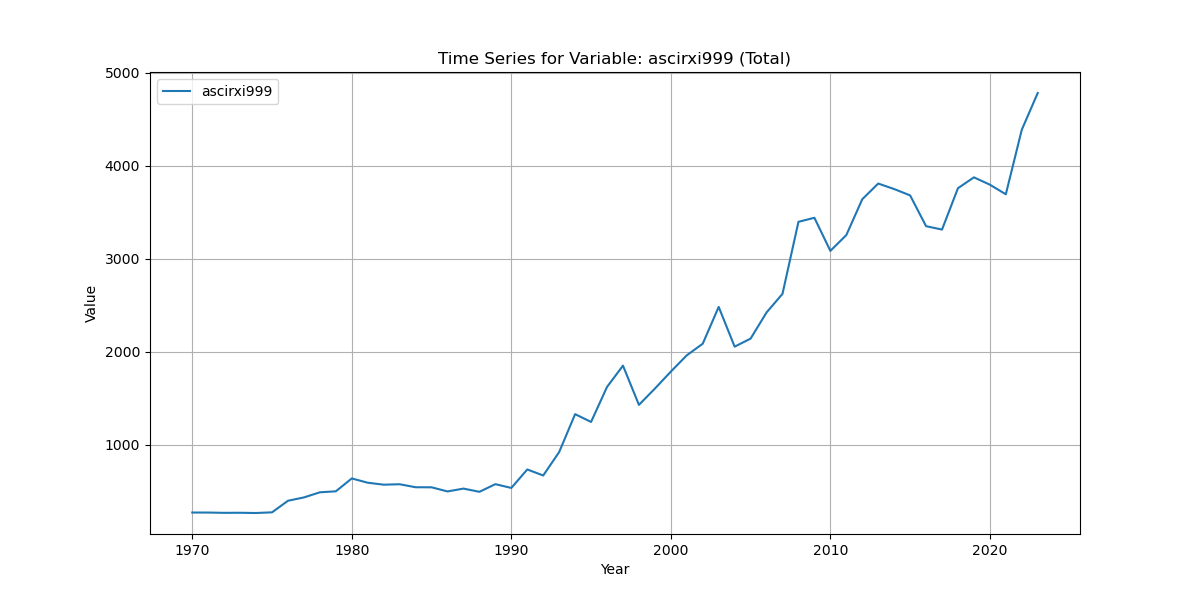 Time Series for Variable: ascirxi999 (Total)
ascirxi999
5000
4000
3000
2000
1000
Value
1970 1980 1990 2000 2010 2020
Year